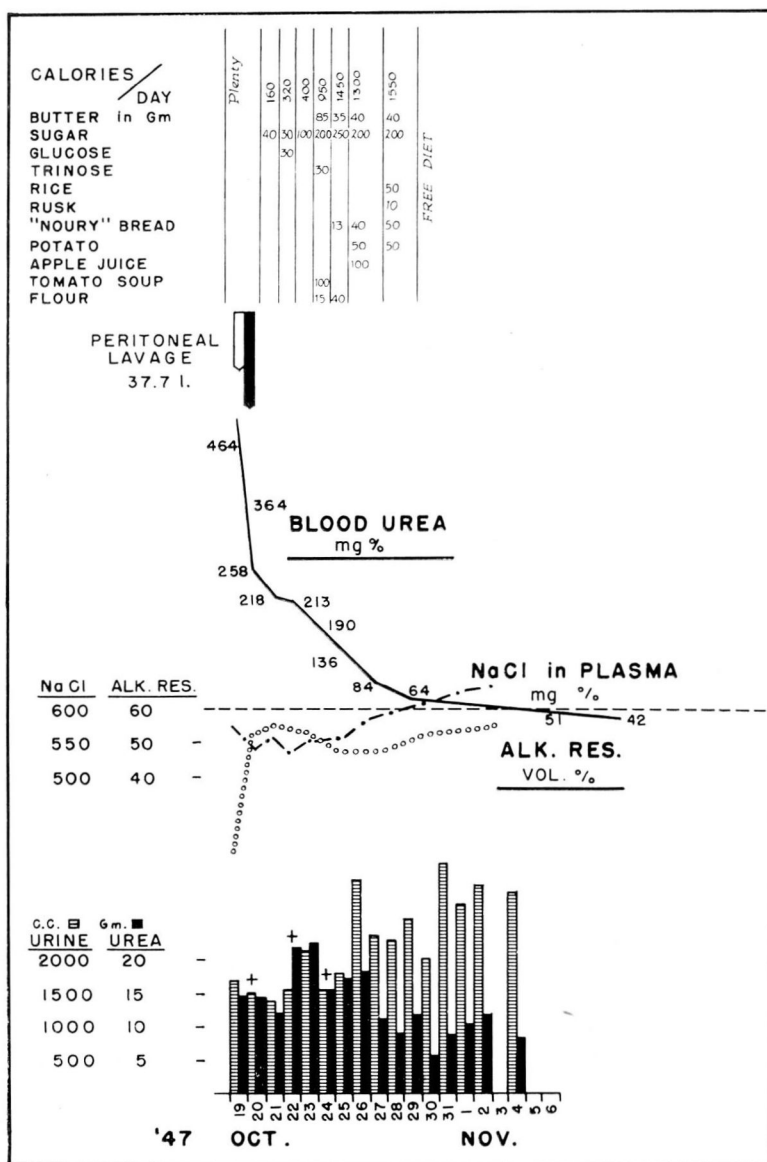 CALORIES / DAY
Plenty 160 320 400 950 1450 1300 1550
FREE DIET
BUTTER in Gm 85 35 40 40
SUGAR 40 30 100 200 250 200 200
GLUCOSE 30
TRINOSE 30
RICE 50
RUSK 10
"NOURY" BREAD 13 40 50
POTATO 50 50
APPLE JUICE 100
TOMATO SOUP 100
FLOUR 15 40
PERITONEAL
LAVAGE
37.7 l.
464
364
BLOOD UREA
mg %
258
218
213
190
136
84
64
NaCl in PLASMA
mg %
NaCl ALK. RES.
600 60
51
42
550 50 -
ALK. RES.
VOL. %
500 40 -
C.C. Gm.
URINE UREA
+ + +
2000 20 -
1500 15 -
1000 10 -
500 5 -
19 20 21 22 23 24 25 26 27 28 29 30 31 1 2 3 4 5 6
'47 OCT. NOV.